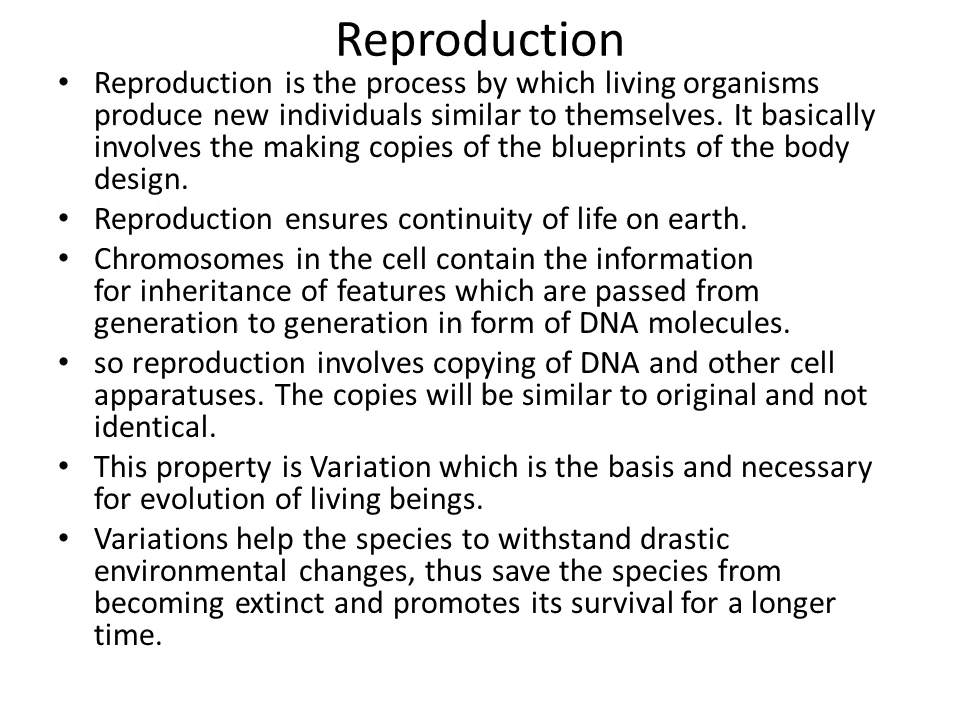 Reproduction
• Reproduction is the process by which living organisms
produce new individuals similar to themselves. It basically
involves the making copies of the blueprints of the body
design.
• Reproduction ensures continuity of life on earth.
• Chromosomes in the cell contain the information
for inheritance of features which are passed from
generation to generation in form of DNA molecules.
• so reproduction involves copying of DNA and other cell
apparatuses. The copies will be similar to original and not
identical.
• This property is Variation which is the basis and necessary
for evolution of living beings.
• Variations help the species to withstand drastic
environmental changes, thus save the species from
becoming extinct and promotes its survival for a longer
time.